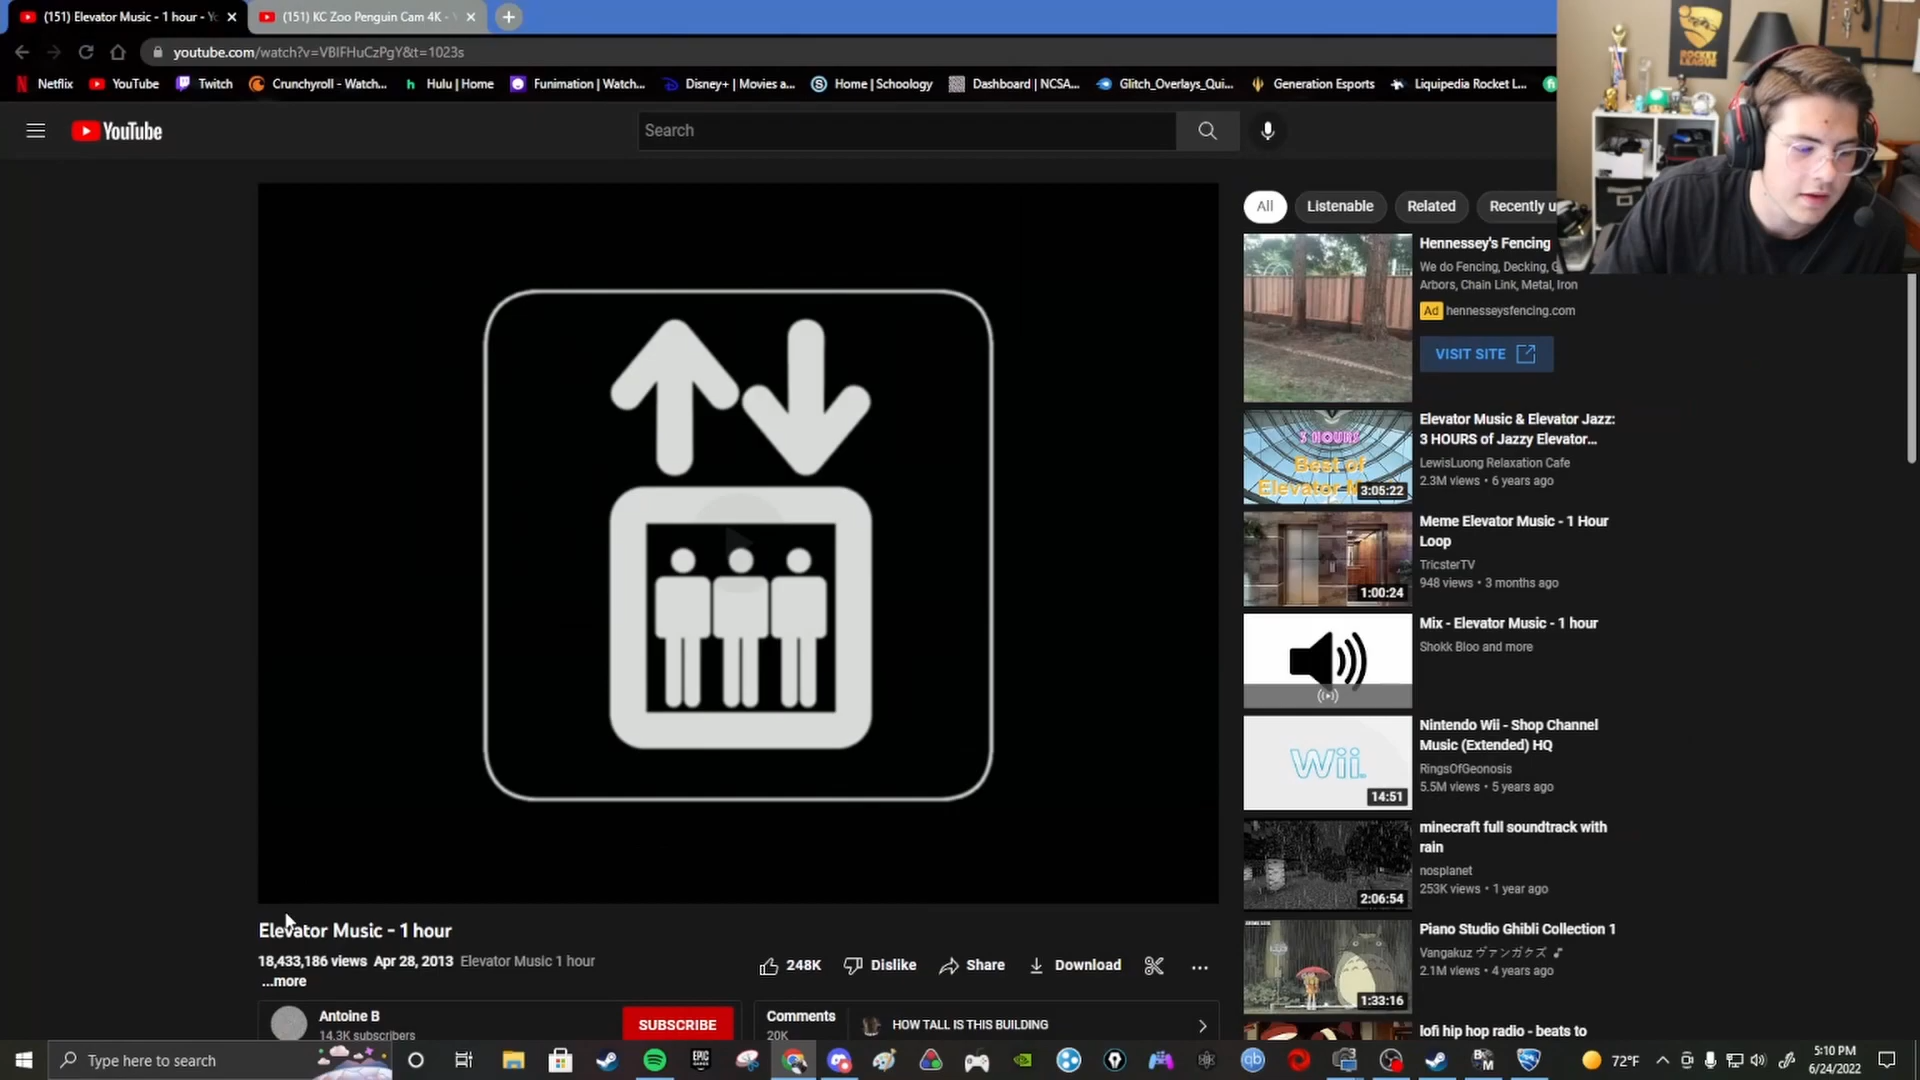 (151) Elevator Music - 1 hour - Yo
(151) KC Zoo Penguin Cam 4K -
youtube.com/watch?v=VBlFHuCzPgY&t=1023s
Netflix YouTube Twitch Crunchyroll - Watch... Hulu | Home Funimation | Watch... Disney+ | Movies a... Home | Schoology Dashboard | NCSA... Glitch_Overlays_Qui... Generation Esports Liquipedia Rocket L...
ROCKET
LEAGUE
YouTube
Search
All Listenable Related Recently u
Hennessey's Fencing
We do Fencing, Decking, G
Arbors, Chain Link, Metal, Iron
Ad hennesseysfencing.com
VISIT SITE
3 HOURS
Best of
Elevator M
3:05:22
Elevator Music & Elevator Jazz:
3 HOURS of Jazzy Elevator...
LewisLuong Relaxation Cafe
2.3M views • 6 years ago
Meme Elevator Music - 1 Hour
Loop
TricsterTV
948 views • 3 months ago
1:00:24
Mix - Elevator Music - 1 hour
Shokk Bloo and more
Nintendo Wii - Shop Channel
Music (Extended) HQ
RingsOfGeonosis
5.5M views • 5 years ago
Wii
14:51
minecraft full soundtrack with
rain
nosplanet
253K views • 1 year ago
2:06:54
Piano Studio Ghibli Collection 1
Vangakuz ヴァンガクズ
2.1M views • 4 years ago
1:33:16
lofi hip hop radio - beats to
Elevator Music - 1 hour
18,433,186 views Apr 28, 2013 Elevator Music 1 hour
...more
248K Dislike Share Download
Antoine B
14.3K subscribers
SUBSCRIBE
Comments
20K
HOW TALL IS THIS BUILDING
Type here to search
EPIC
qb
72°F
5:10 PM
6/24/2022